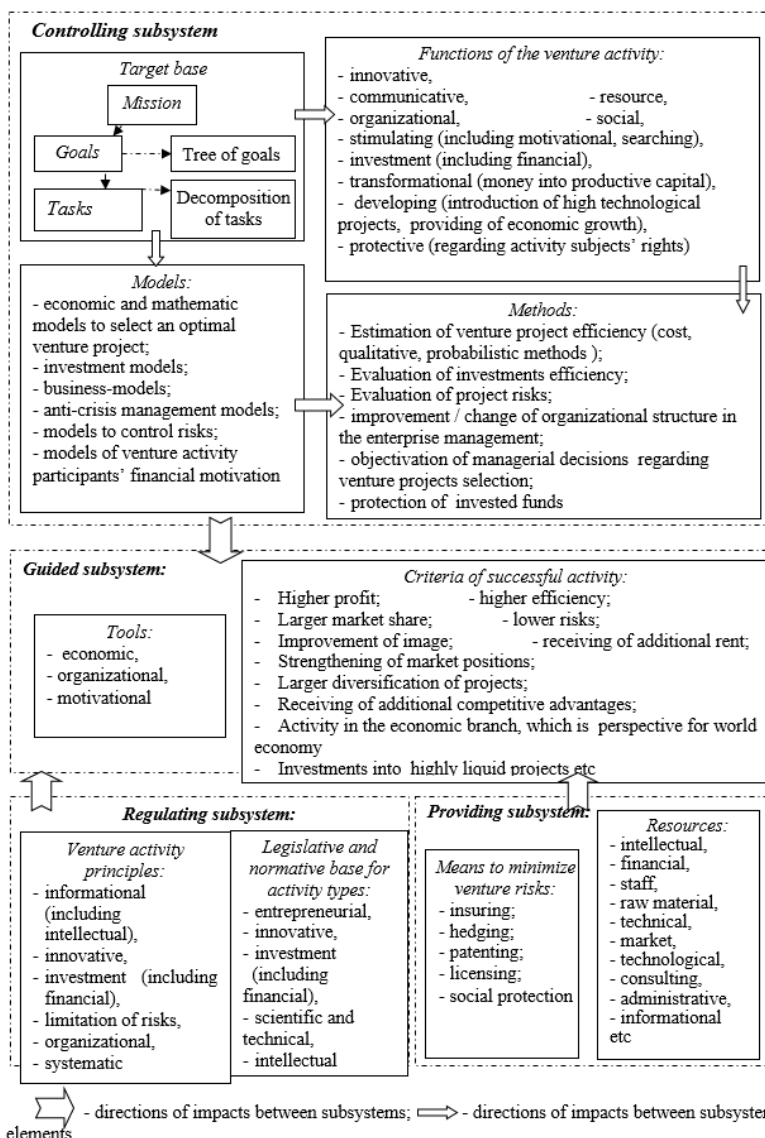 Controlling subsystem
Target base
Mission
Goals
Tree of goals
Tasks
Decomposition
of tasks
Functions of the venture activity:
- innovative,
- communicative, - resource,
- organizational, - social,
- stimulating (including motivational, searching),
- investment (including financial),
- transformational (money into productive capital),
- developing (introduction of high technological
projects, providing of economic growth),
- protective (regarding activity subjects’ rights)
Models:
- economic and mathematic
models to select an optimal
venture project;
- investment models;
- business-models;
- anti-crisis management models;
- models to control risks;
- models of venture activity
participants’ financial motivation
Methods:
- Estimation of venture project efficiency (cost,
qualitative, probabilistic methods );
- Evaluation of investments efficiency;
- Evaluation of project risks;
- improvement / change of organizational structure in
the enterprise management;
- objectivation of managerial decisions regarding
venture projects selection;
- protection of invested funds
Guided subsystem:
Tools:
- economic,
- organizational,
- motivational
Criteria of successful activity:
- Higher profit; - higher efficiency;
- Larger market share; - lower risks;
- Improvement of image; - receiving of additional rent;
- Strengthening of market positions;
- Larger diversification of projects;
- Receiving of additional competitive advantages;
- Activity in the economic branch, which is perspective for world
economy
- Investments into highly liquid projects etc
Regulating subsystem:
Venture activity
principles:
- informational
(including
intellectual),
- innovative,
- investment (including
financial),
- limitation of risks,
- organizational,
- systematic
Legislative and
normative base for
activity types:
- entrepreneurial,
- innovative,
- investment
(including
financial),
- scientific and
technical,
- intellectual
Providing subsystem:
Means to minimize
venture risks:
- insuring;
- hedging;
- patenting;
- licensing;
- social protection
Resources:
- intellectual,
- financial,
- staff,
- raw material,
- technical,
- market,
- technological,
- consulting,
- administrative,
- informational
etc
- directions of impacts between subsystems; - directions of impacts between subsystem
elements